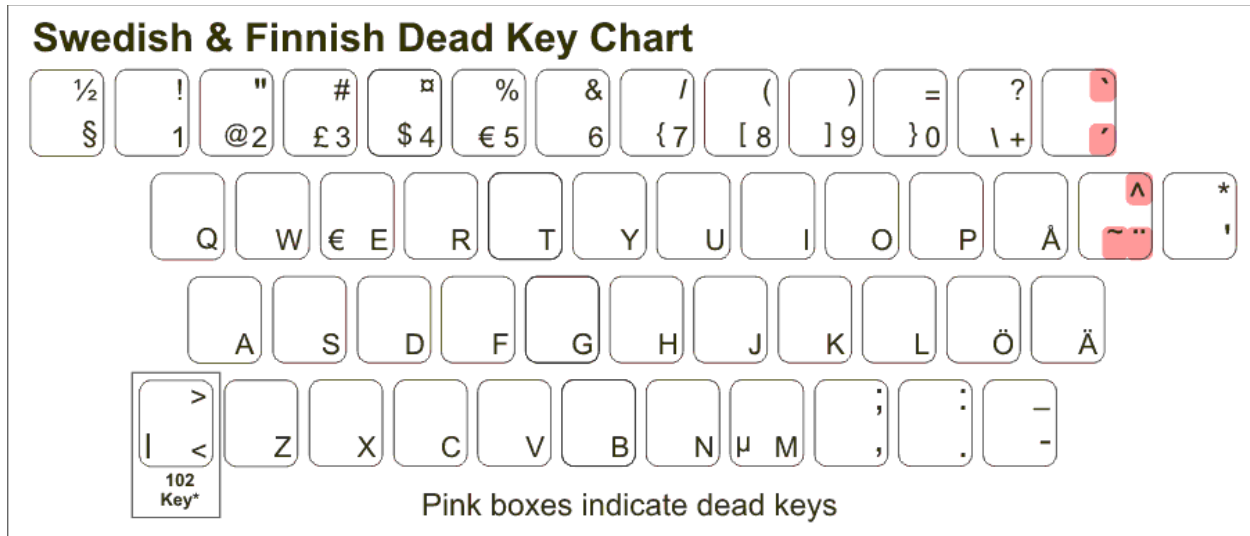 Swedish & Finnish Dead Key Chart
½ ! " # ¤ % & / ( ) = ? `
§ 1 @ 2 £ 3 $ 4 € 5 6 { 7 [ 8 ] 9 } 0 \ + ´
^ *
Q W € E R T Y U I O P Å ~ ¨ '
A S D F G H J K L Ö Ä
> ; : _
| < Z X C V B N µ M , . -
102
Key*
Pink boxes indicate dead keys